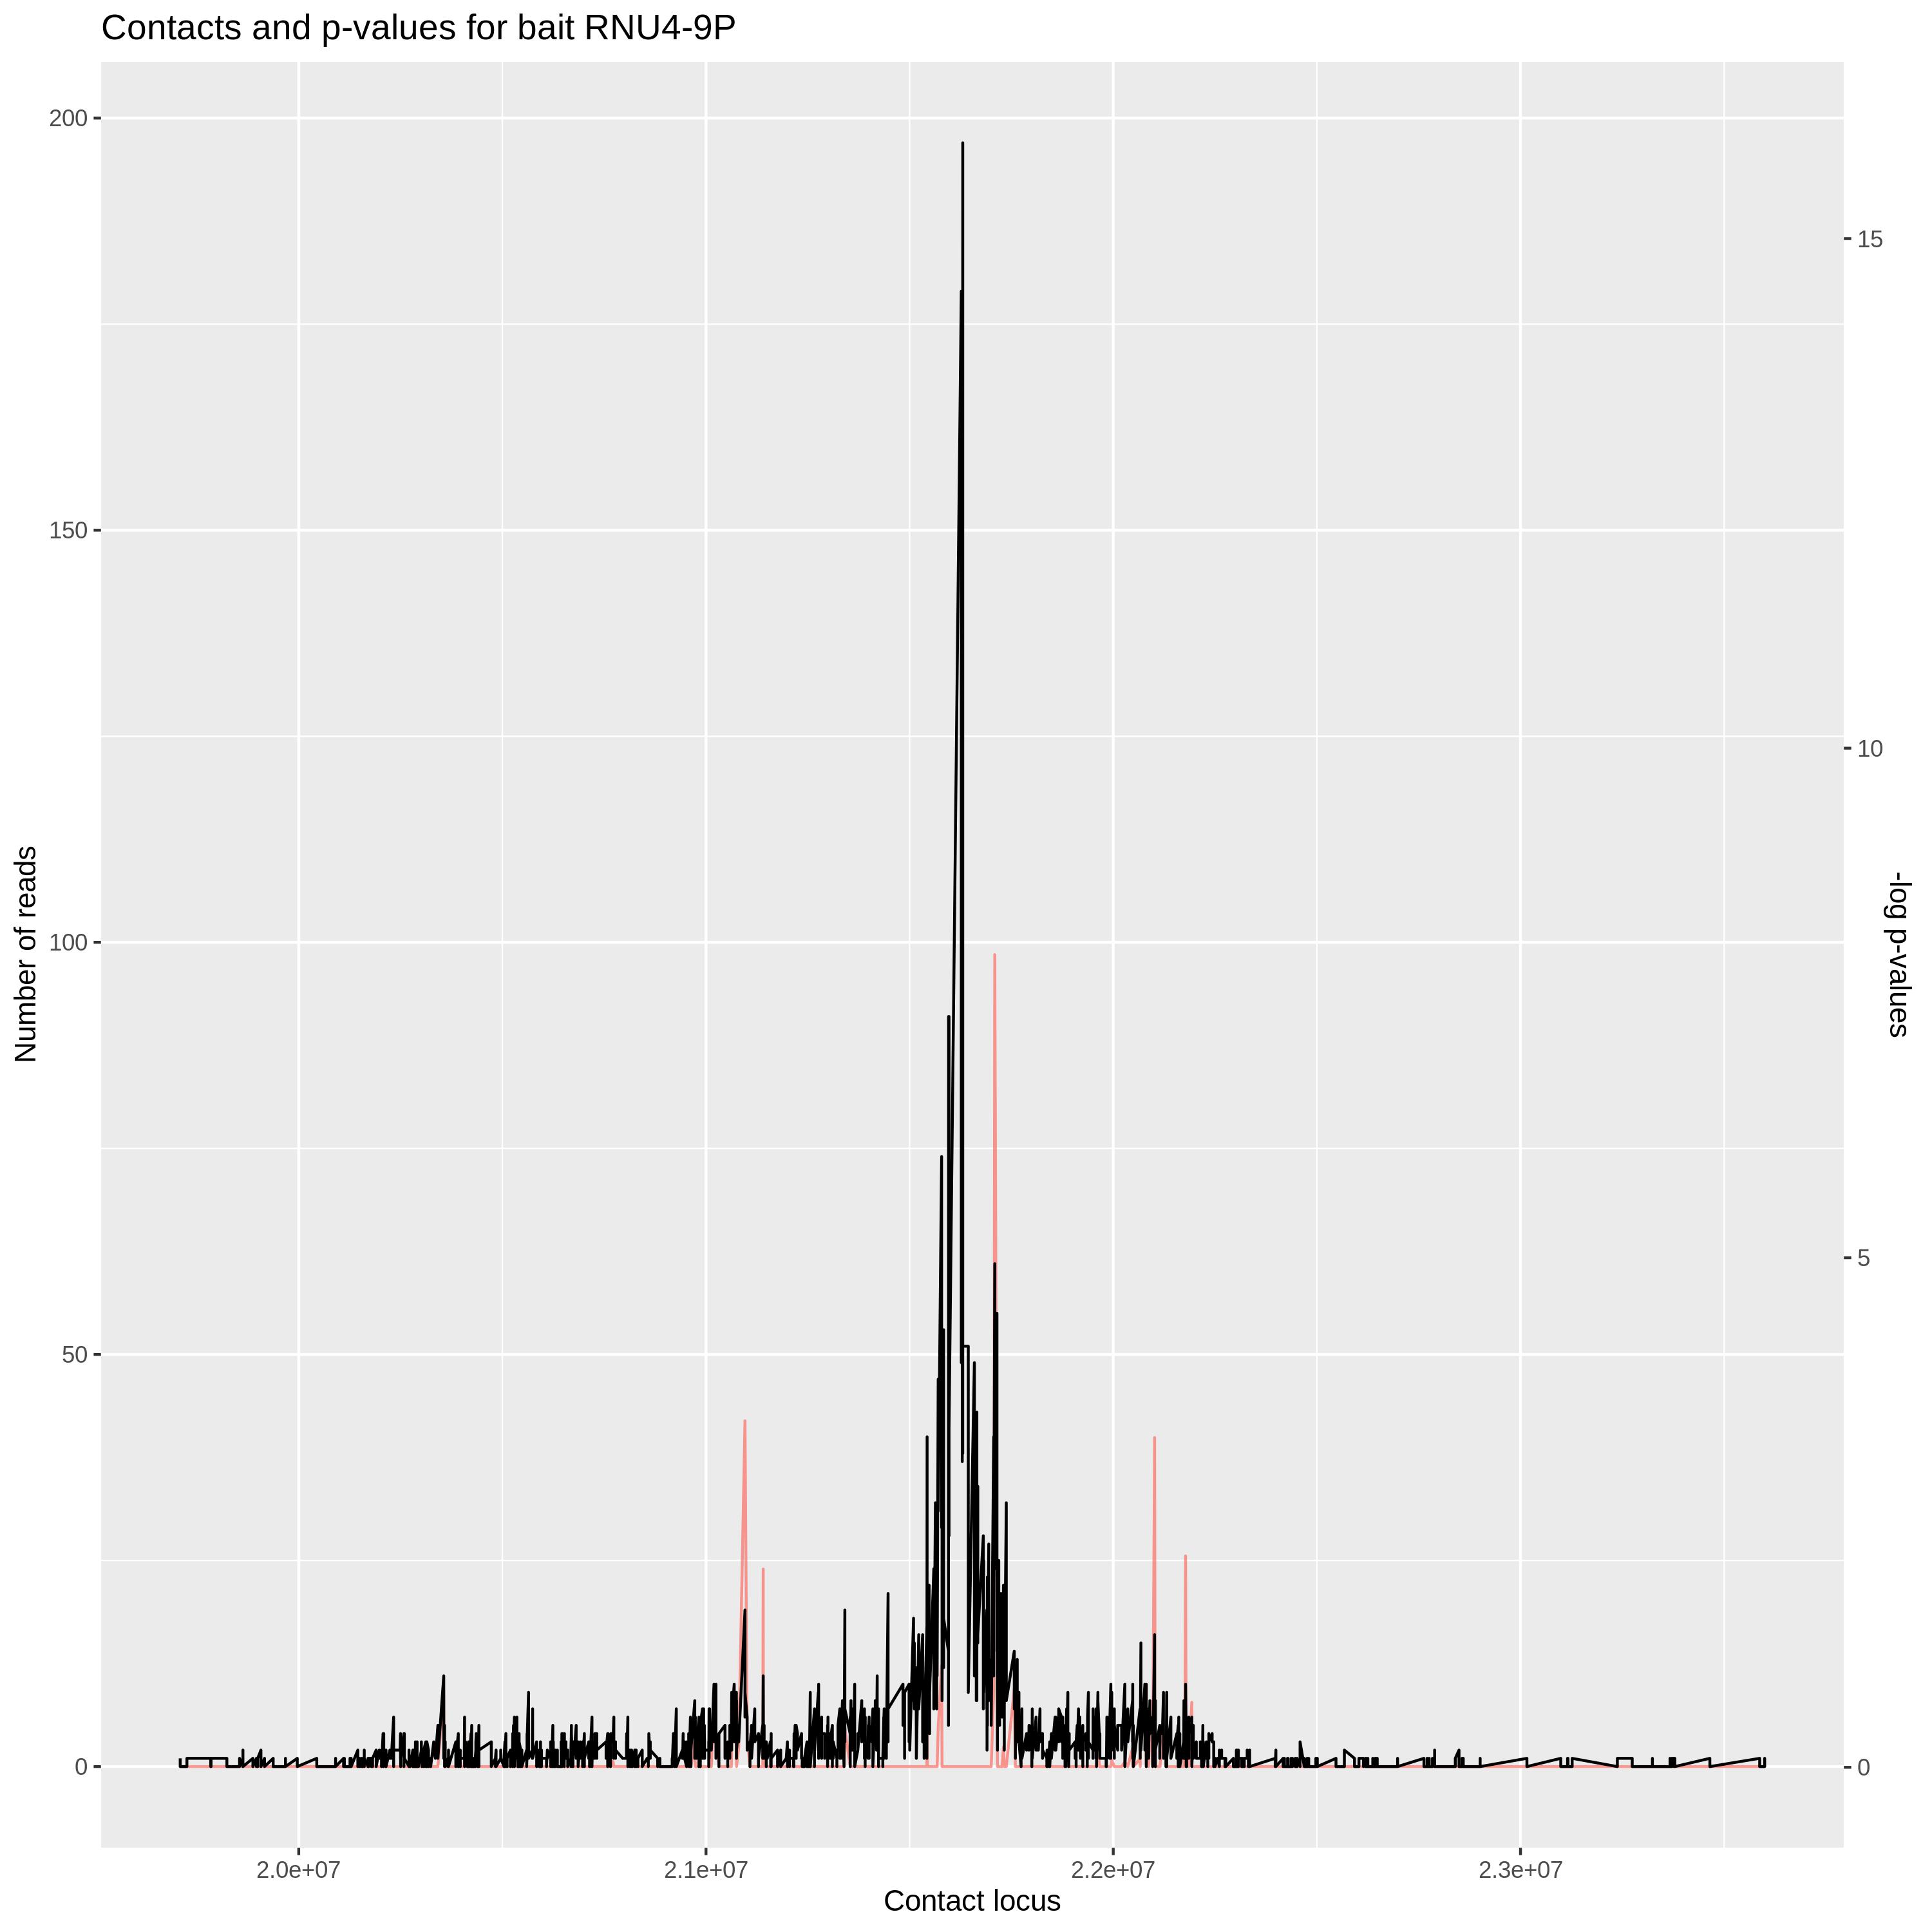 Contacts and p-values for bait RNU4-9P
200
150
100
50
0
Number of reads
15
10
5
0
-log p-values
2.0e+07
2.1e+07
2.2e+07
2.3e+07
Contact locus